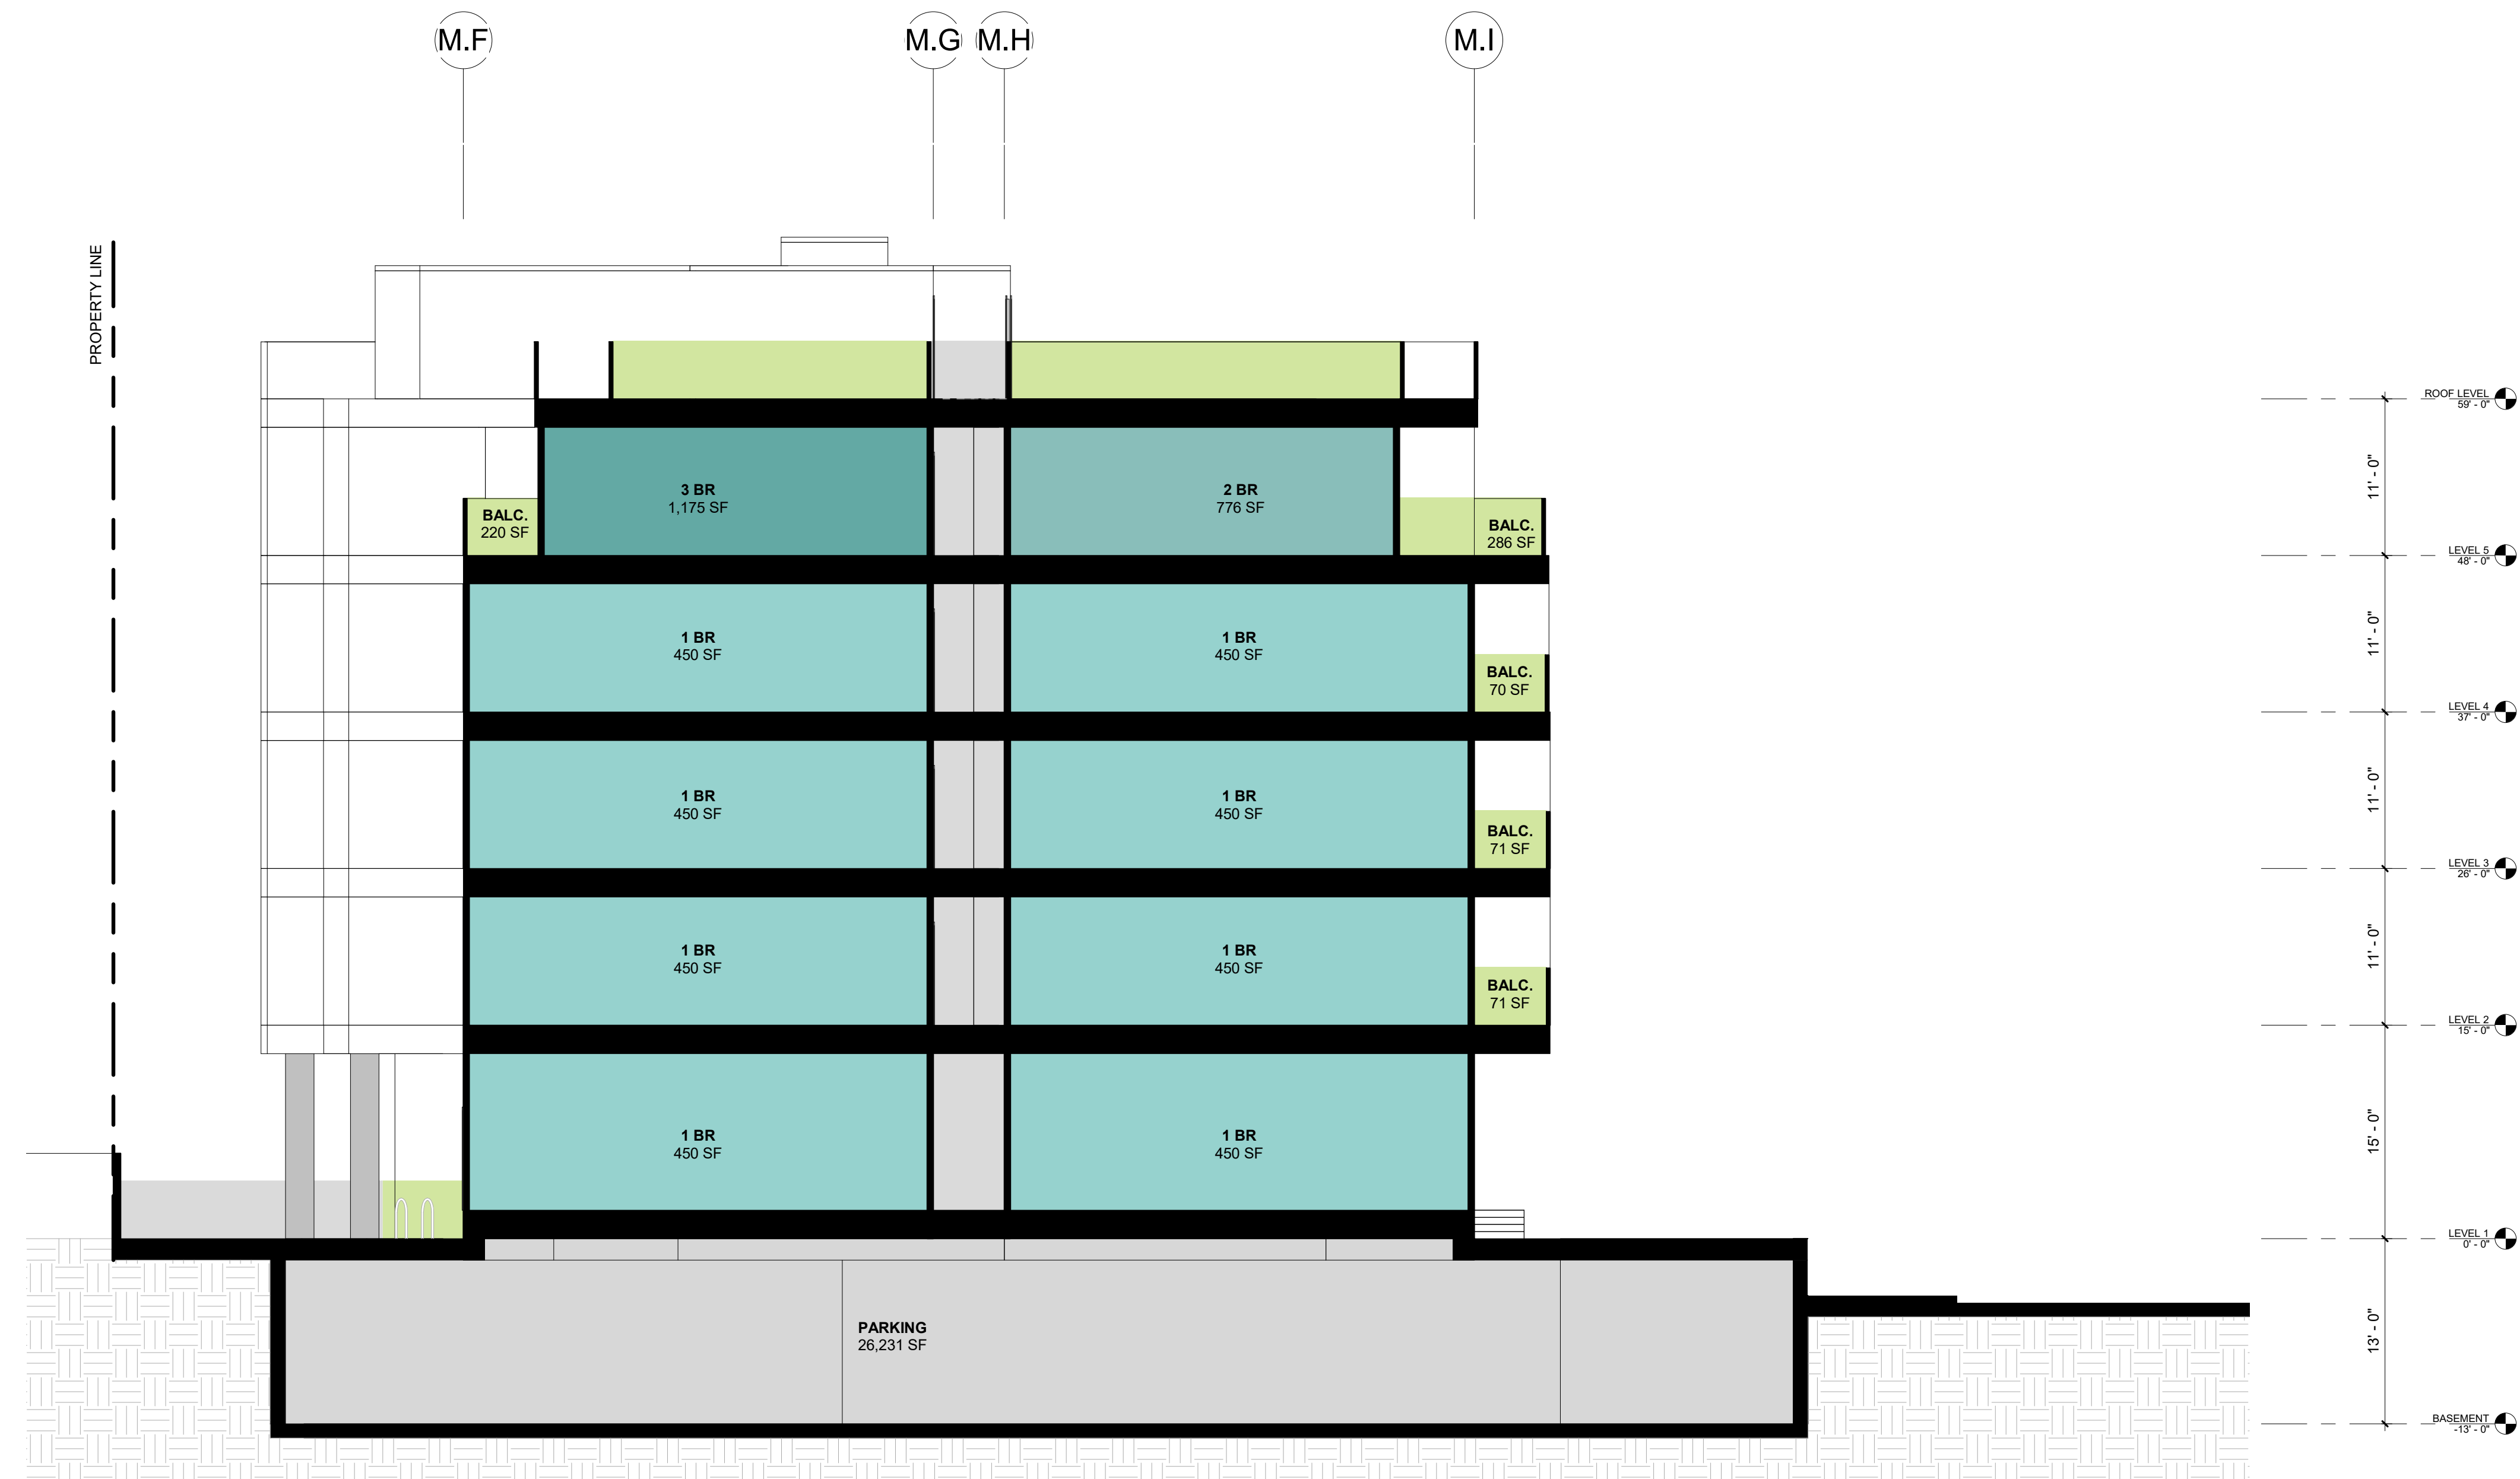 M.F
M.G
M.H
M.I
PROPERTY LINE
ROOF LEVEL
59' - 0"
11' - 0"
3 BR
1,175 SF
2 BR
776 SF
BALC.
220 SF
BALC.
286 SF
LEVEL 5
48' - 0"
11' - 0"
1 BR
450 SF
1 BR
450 SF
BALC.
70 SF
LEVEL 4
37' - 0"
11' - 0"
1 BR
450 SF
1 BR
450 SF
BALC.
71 SF
LEVEL 3
26' - 0"
11' - 0"
1 BR
450 SF
1 BR
450 SF
BALC.
71 SF
LEVEL 2
15' - 0"
15' - 0"
1 BR
450 SF
1 BR
450 SF
LEVEL 1
0' - 0"
13' - 0"
PARKING
26,231 SF
BASEMENT
-13' - 0"